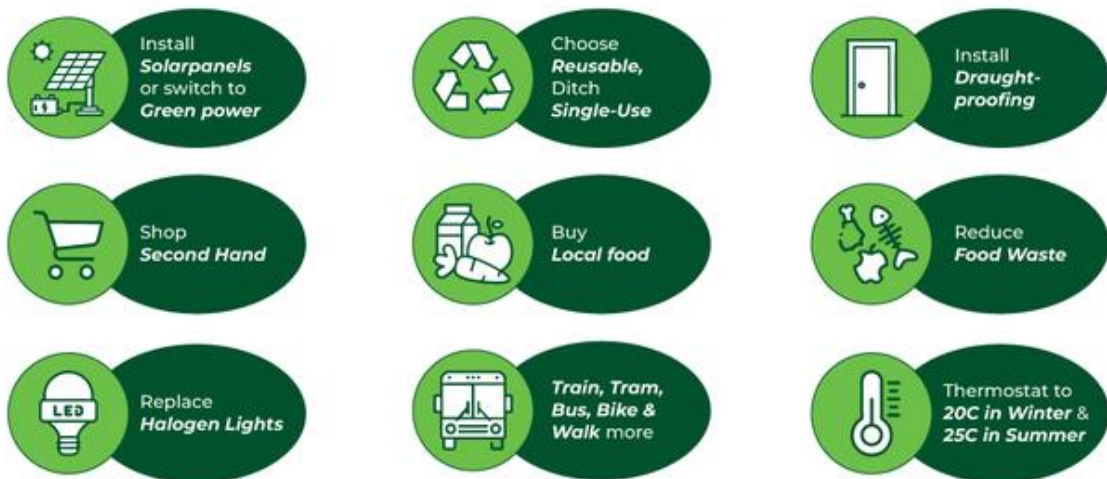 Install
Solarpanels
or switch to
Green power
Choose
Reusable,
Ditch
Single-Use
Install
Draught-
proofing
Shop
Second Hand
Buy
Local food
Reduce
Food Waste
LED
Replace
Halogen Lights
Train, Tram,
Bus, Bike &
Walk more
Thermostat to
20C in Winter &
25C in Summer